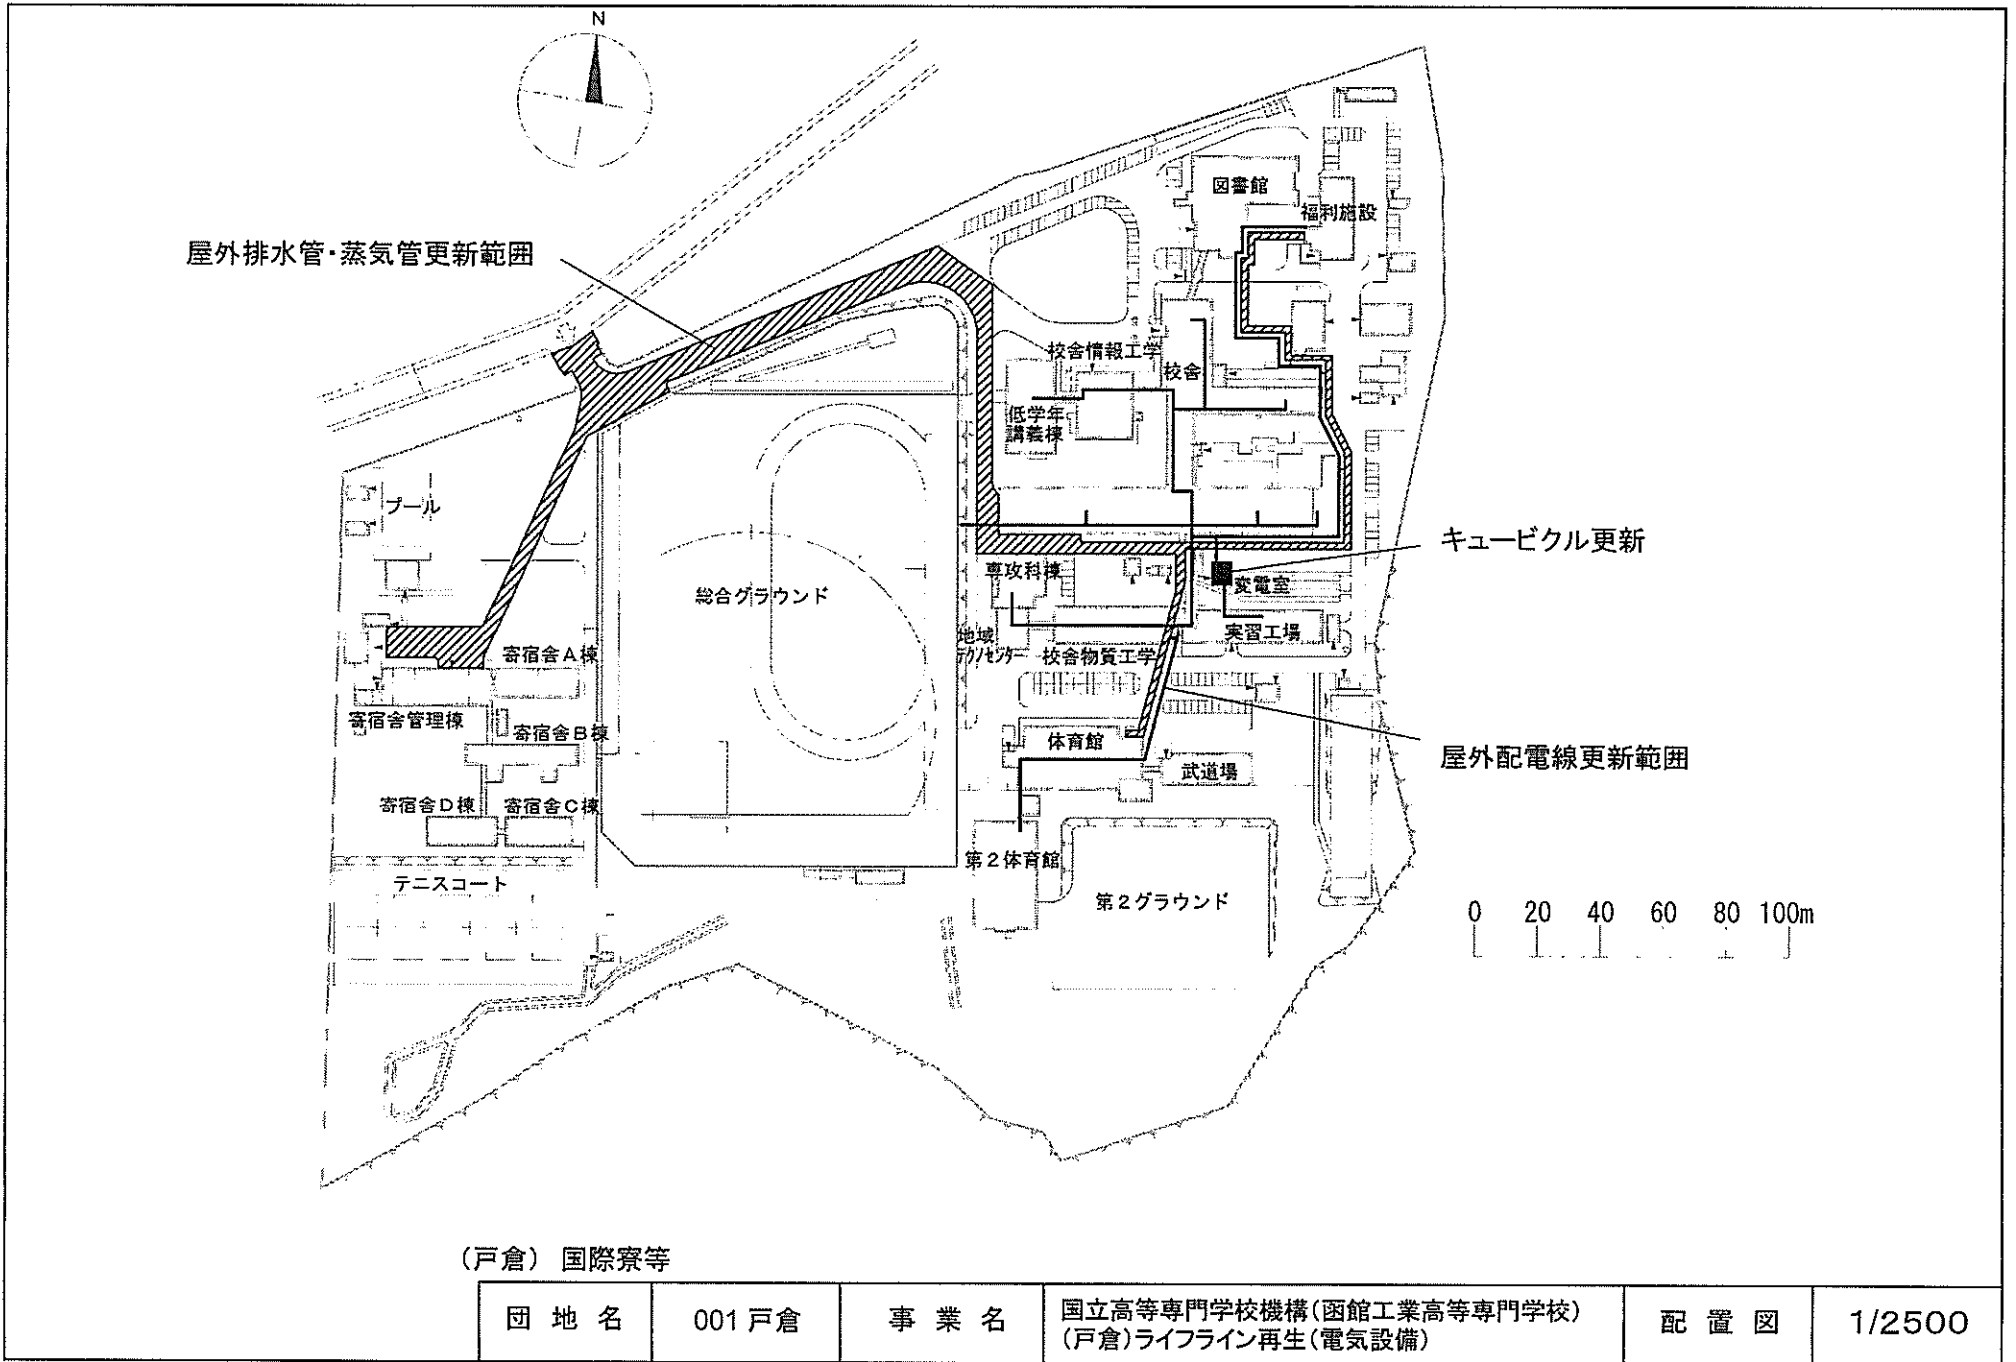 N
図書館
福利施設
屋外排水管・蒸気管更新範囲
校舎情報工学
校舎
低学年
講義棟
プール
キュービクル更新
専攻科棟
変電室
総合グラウンド
実習工場
地域
テクノセンター
校舎物質工学
寄宿舎A棟
寄宿舎管理棟
寄宿舎B棟
体育館
屋外配電線更新範囲
武道場
寄宿舎D棟
寄宿舎C棟
第2体育館
テニスコート
第2グラウンド
0 20 40 60 80 100m
(戸倉) 国際寮等
団地名
001戸倉
事業名
国立高等専門学校機構(函館工業高等専門学校)
(戸倉)ライフライン再生(電気設備)
配置図
1/2500